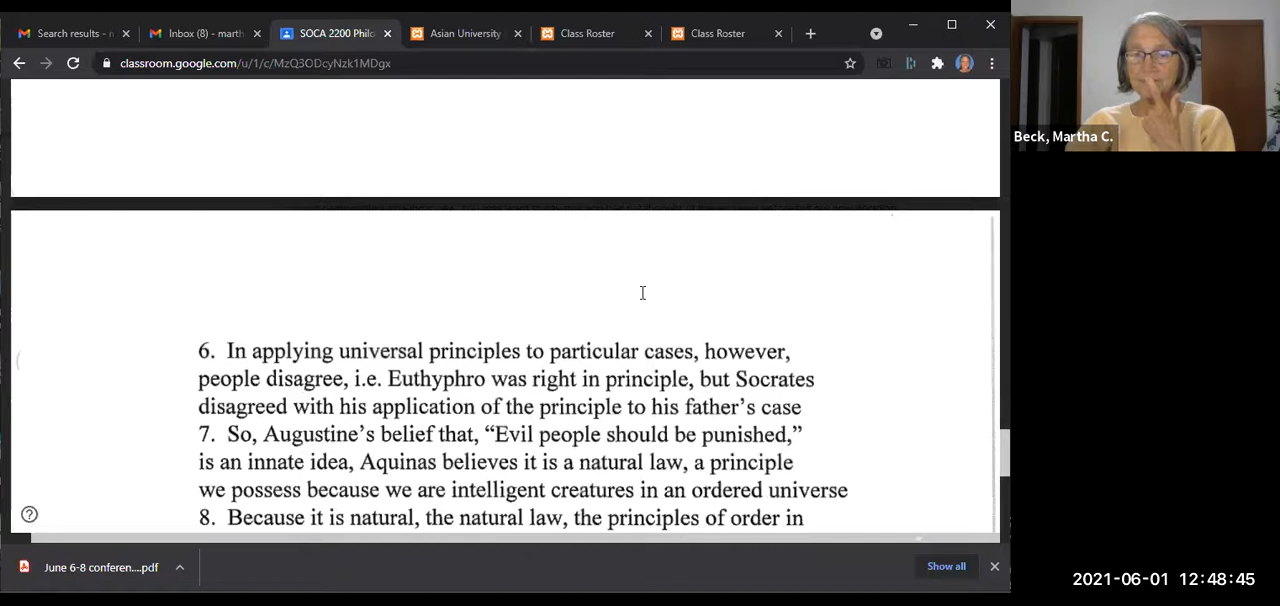 Search results - r
Inbox (8) - marth
SOCA 2200 Philo
Asian University
Class Roster
Class Roster
classroom.google.com/u/1/c/MzQ3ODcyNzk1MDgx
Beck, Martha C.
6. In applying universal principles to particular cases, however,
people disagree, i.e. Euthyphro was right in principle, but Socrates
disagreed with his application of the principle to his father's case
7. So, Augustine's belief that, “Evil people should be punished,”
is an innate idea, Aquinas believes it is a natural law, a principle
we possess because we are intelligent creatures in an ordered universe
8. Because it is natural, the natural law, the principles of order in
June 6-8 conferen....pdf
Show all
2021-06-01 12:48:45